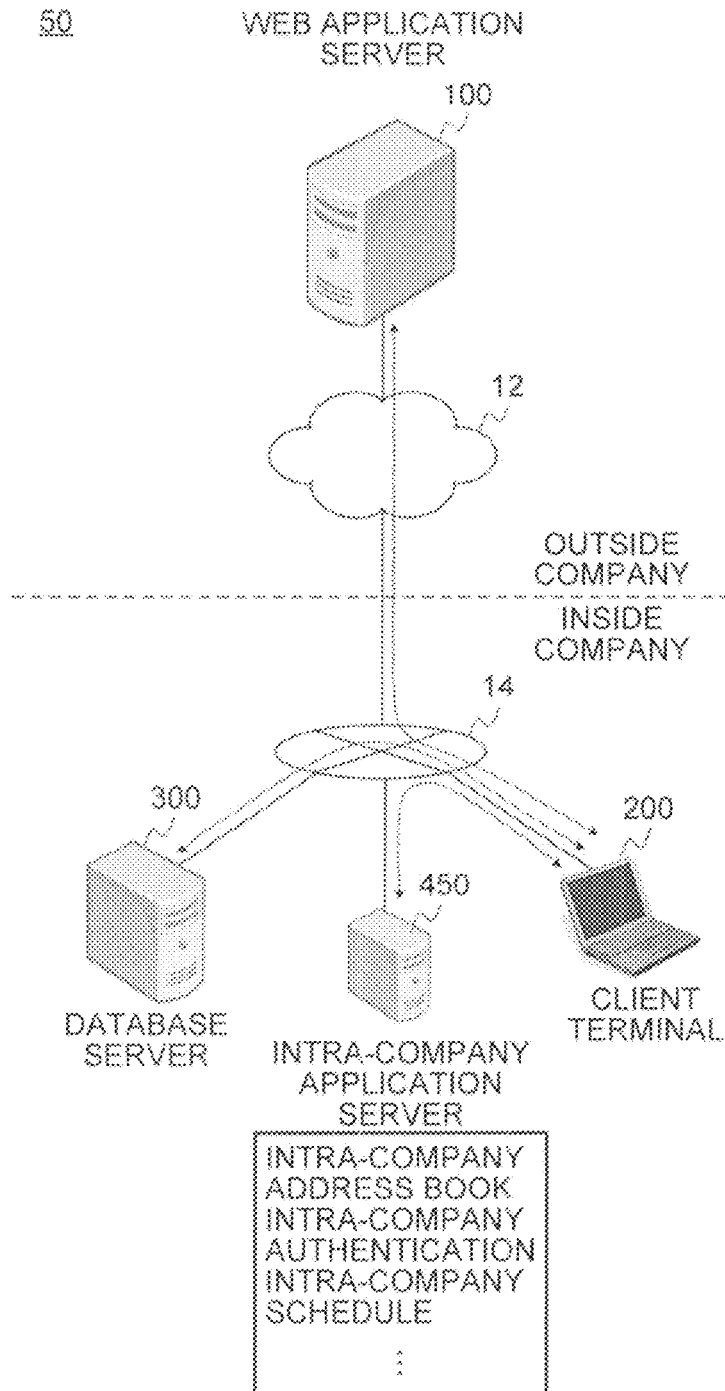 50
WEB APPLICATION
SERVER
100
12
OUTSIDE
COMPANY
INSIDE
COMPANY
14
300
200
450
DATABASE
SERVER
CLIENT
TERMINAL
INTRA-COMPANY
APPLICATION
SERVER
INTRA-COMPANY
ADDRESS BOOK
INTRA-COMPANY
AUTHENTICATION
INTRA-COMPANY
SCHEDULE
⋮